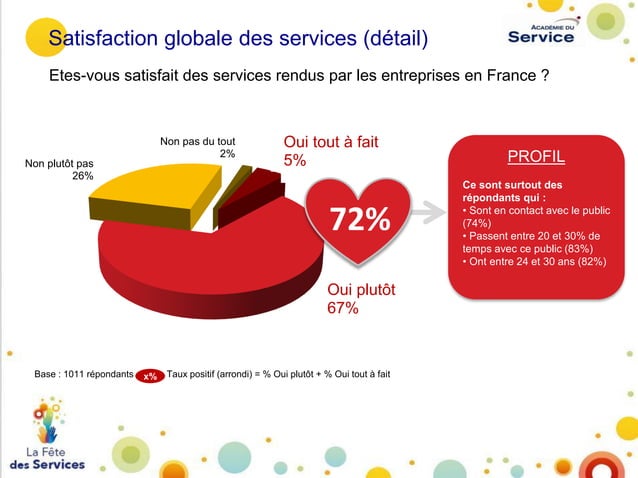 Satisfaction globale des services (détail)
ACADÉMIE DU
Service
Etes-vous satisfait des services rendus par les entreprises en France ?
Non pas du tout
2%
Oui tout à fait
5%
Non plutôt pas
26%
72%
Oui plutôt
67%
PROFIL
Ce sont surtout des
répondants qui :
• Sont en contact avec le public
(74%)
• Passent entre 20 et 30% de
temps avec ce public (83%)
• Ont entre 24 et 30 ans (82%)
Base : 1011 répondants x% Taux positif (arrondi) = % Oui plutôt + % Oui tout à fait
La Fête
des Services